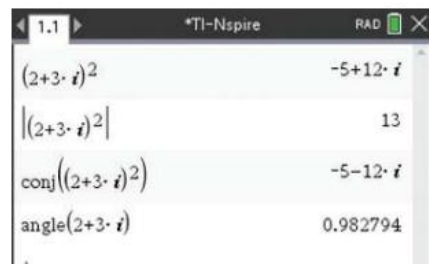 1.1 *TI-Nspire RAD
(2+3·i)² -5+12·i
|(2+3·i)²| 13
conj((2+3·i)²) -5-12·i
angle(2+3·i) 0.982794